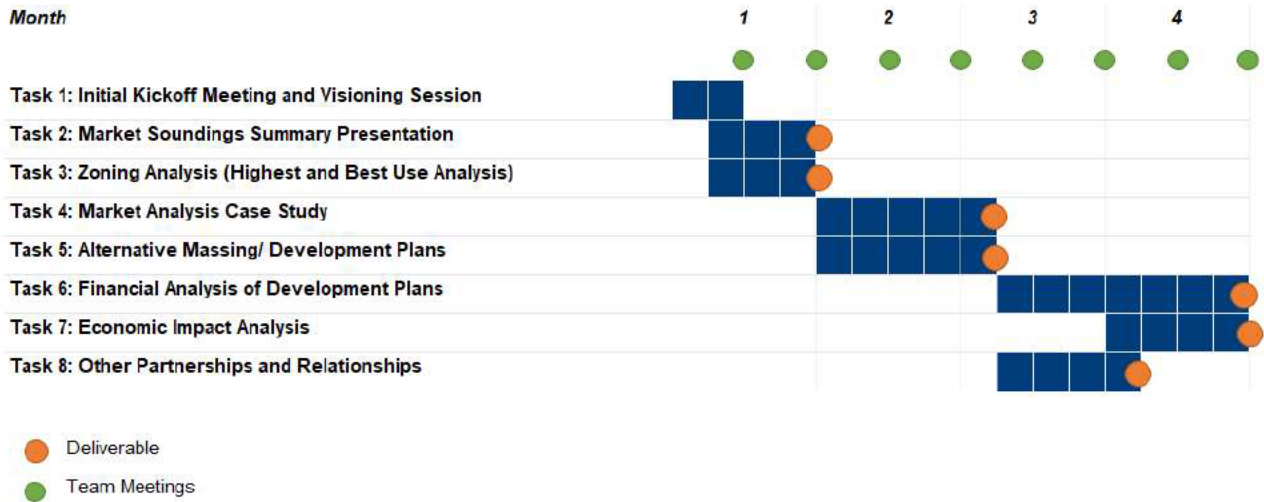 Month 1 2 3 4
Task 1: Initial Kickoff Meeting and Visioning Session
Task 2: Market Soundings Summary Presentation
Task 3: Zoning Analysis (Highest and Best Use Analysis)
Task 4: Market Analysis Case Study
Task 5: Alternative Massing/ Development Plans
Task 6: Financial Analysis of Development Plans
Task 7: Economic Impact Analysis
Task 8: Other Partnerships and Relationships
Deliverable
Team Meetings